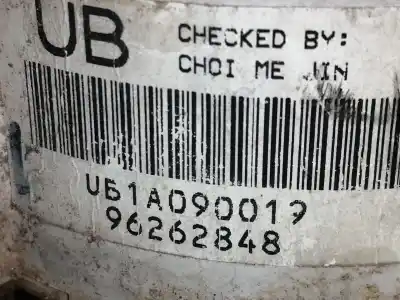 UB
CHECKED BY:
CHOI ME JIN
UB1A090019
96262848